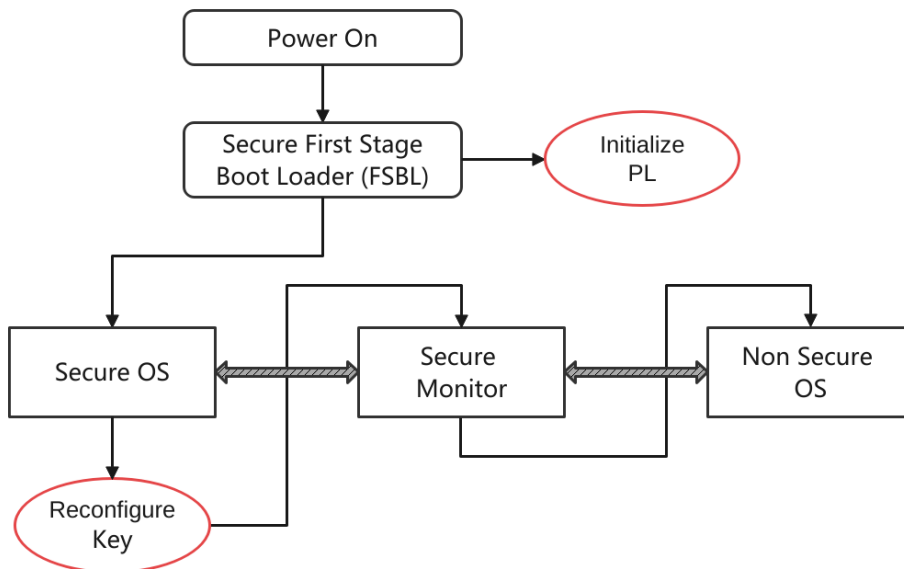 Power On
Secure First Stage
Boot Loader (FSBL)
Initialize
PL
Secure OS
Secure
Monitor
Non Secure
OS
Reconfigure
Key